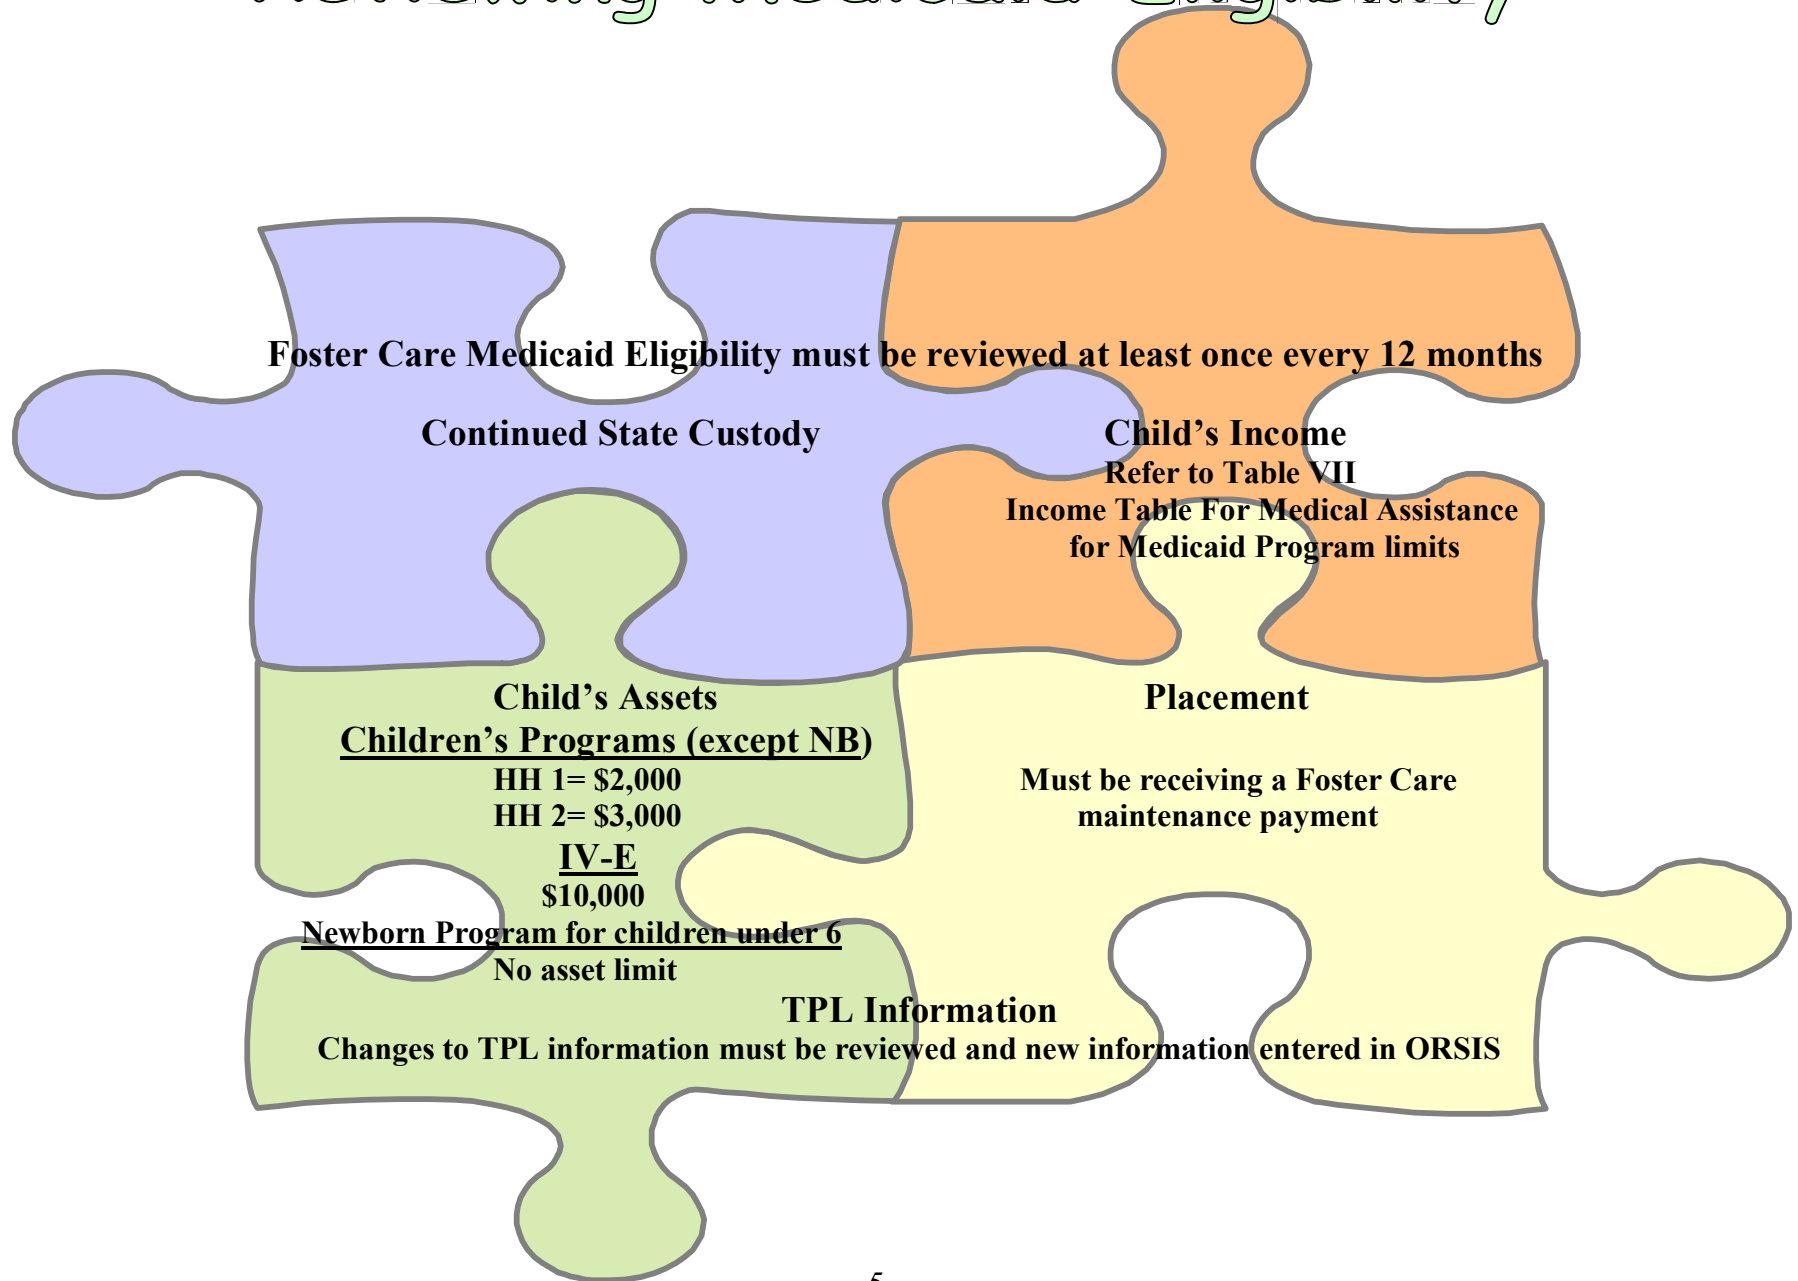 Medicaid Eligibility
Foster Care Medicaid Eligibility must be reviewed at least once every 12 months
Continued State Custody
Child’s Income
Refer to Table VII
Income Table For Medical Assistance
for Medicaid Program limits
Child’s Assets
Children’s Programs (except NB)
HH 1= $2,000
HH 2= $3,000
IV-E
$10,000
Newborn Program for children under 6
No asset limit
Placement
Must be receiving a Foster Care
maintenance payment
TPL Information
Changes to TPL information must be reviewed and new information entered in ORSIS
5